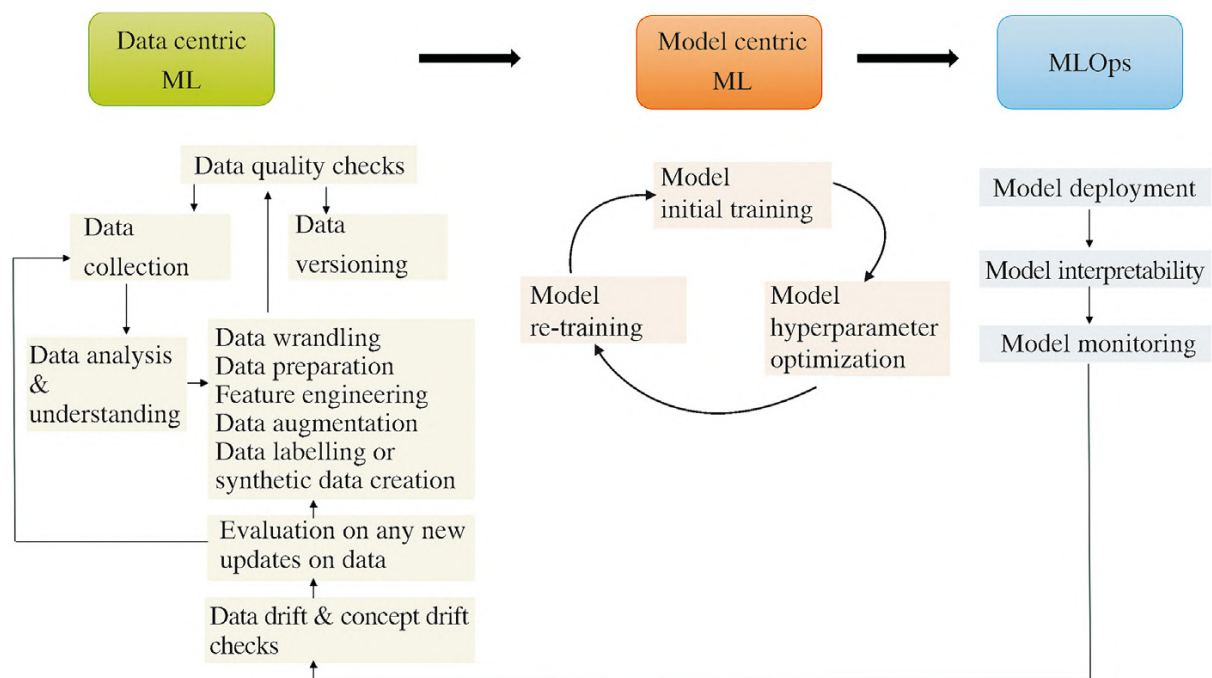 Data centric
ML
Model centric
ML
MLOps
Data quality checks
Data
collection
Data
versioning
Data analysis
&
understanding
Data wrandling
Data preparation
Feature engineering
Data augmentation
Data labelling or
synthetic data creation
Evaluation on any new
updates on data
Data drift & concept drift
checks
Model
initial training
Model
re-training
Model
hyperparameter
optimization
Model deployment
Model interpretability
Model monitoring